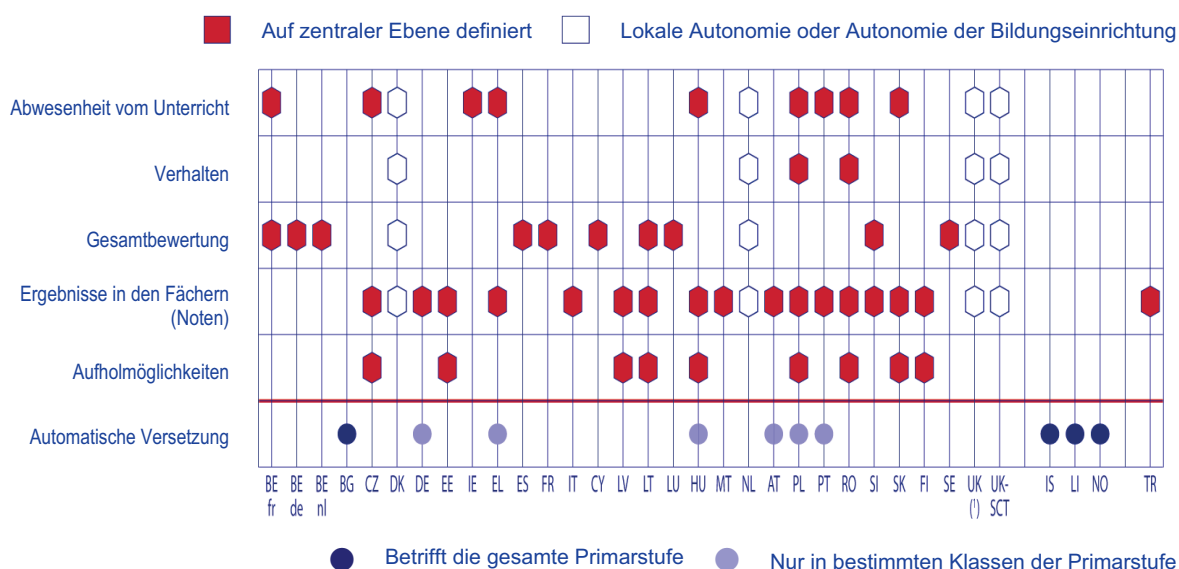 Auf zentraler Ebene definiert Lokale Autonomie oder Autonomie der Bildungseinrichtung
Abwesenheit vom Unterricht
Verhalten
Gesamtbewertung
Ergebnisse in den Fächern
(Noten)
Aufholmöglichkeiten
Automatische Versetzung
BE BE BE BG CZ DK DE EE IE EL ES FR IT CY LV LT LU HU MT NL AT PL PT RO SI SK FI SE UK UK- IS LI NO TR
fr de nl (¹) SCT
Betrifft die gesamte Primarstufe Nur in bestimmten Klassen der Primarstufe